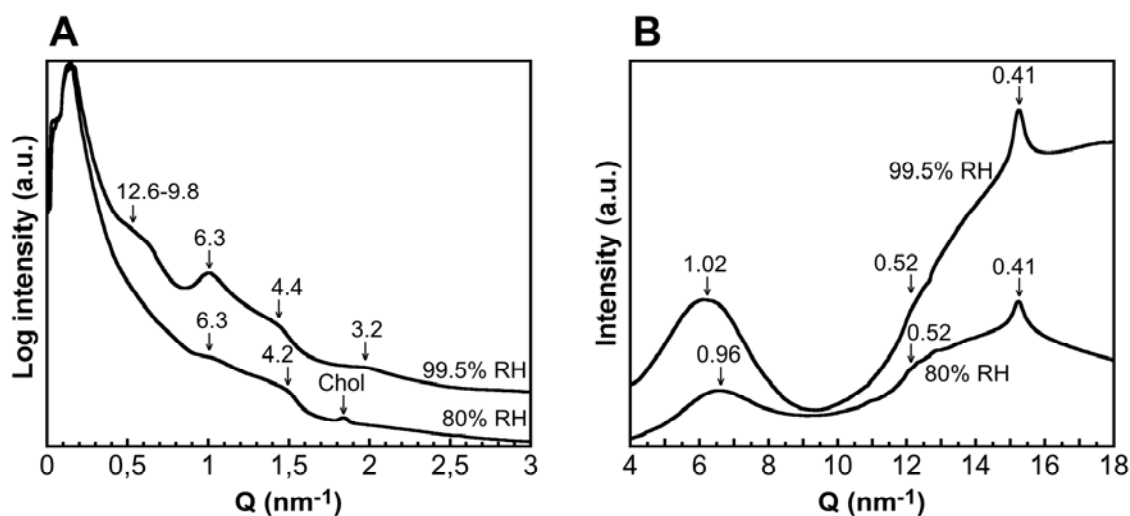 A
Log intensity (a.u.)
12.6-9.8
6.3
4.4
3.2
99.5% RH
6.3
4.2
Chol
80% RH
0 0,5 1 1,5 2 2,5 3
Q (nm⁻¹)
B
Intensity (a.u.)
0.41
99.5% RH
1.02
0.52
0.41
0.96
0.52
80% RH
4 6 8 10 12 14 16 18
Q (nm⁻¹)